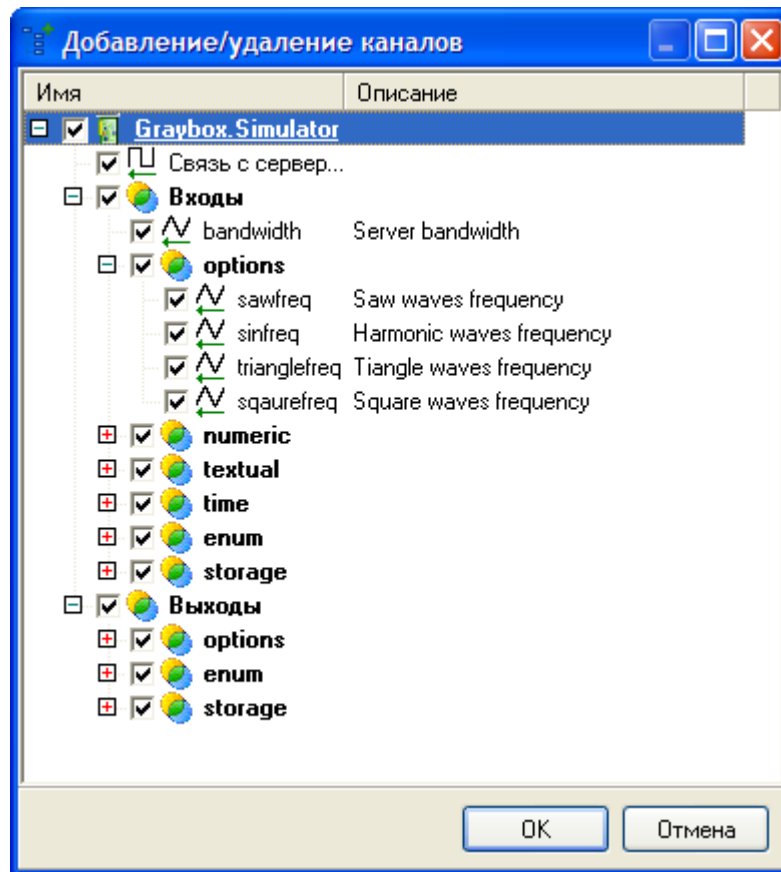 Добавление/удаление каналов
Имя Описание
Graybox.Simulator
Связь с сервер...
Входы
bandwidth Server bandwidth
options
sawfreq Saw waves frequency
sinfreq Harmonic waves frequency
trianglefreq Tiangle waves frequency
sqaurefreq Square waves frequency
numeric
textual
time
enum
storage
Выходы
options
enum
storage
OK Отмена